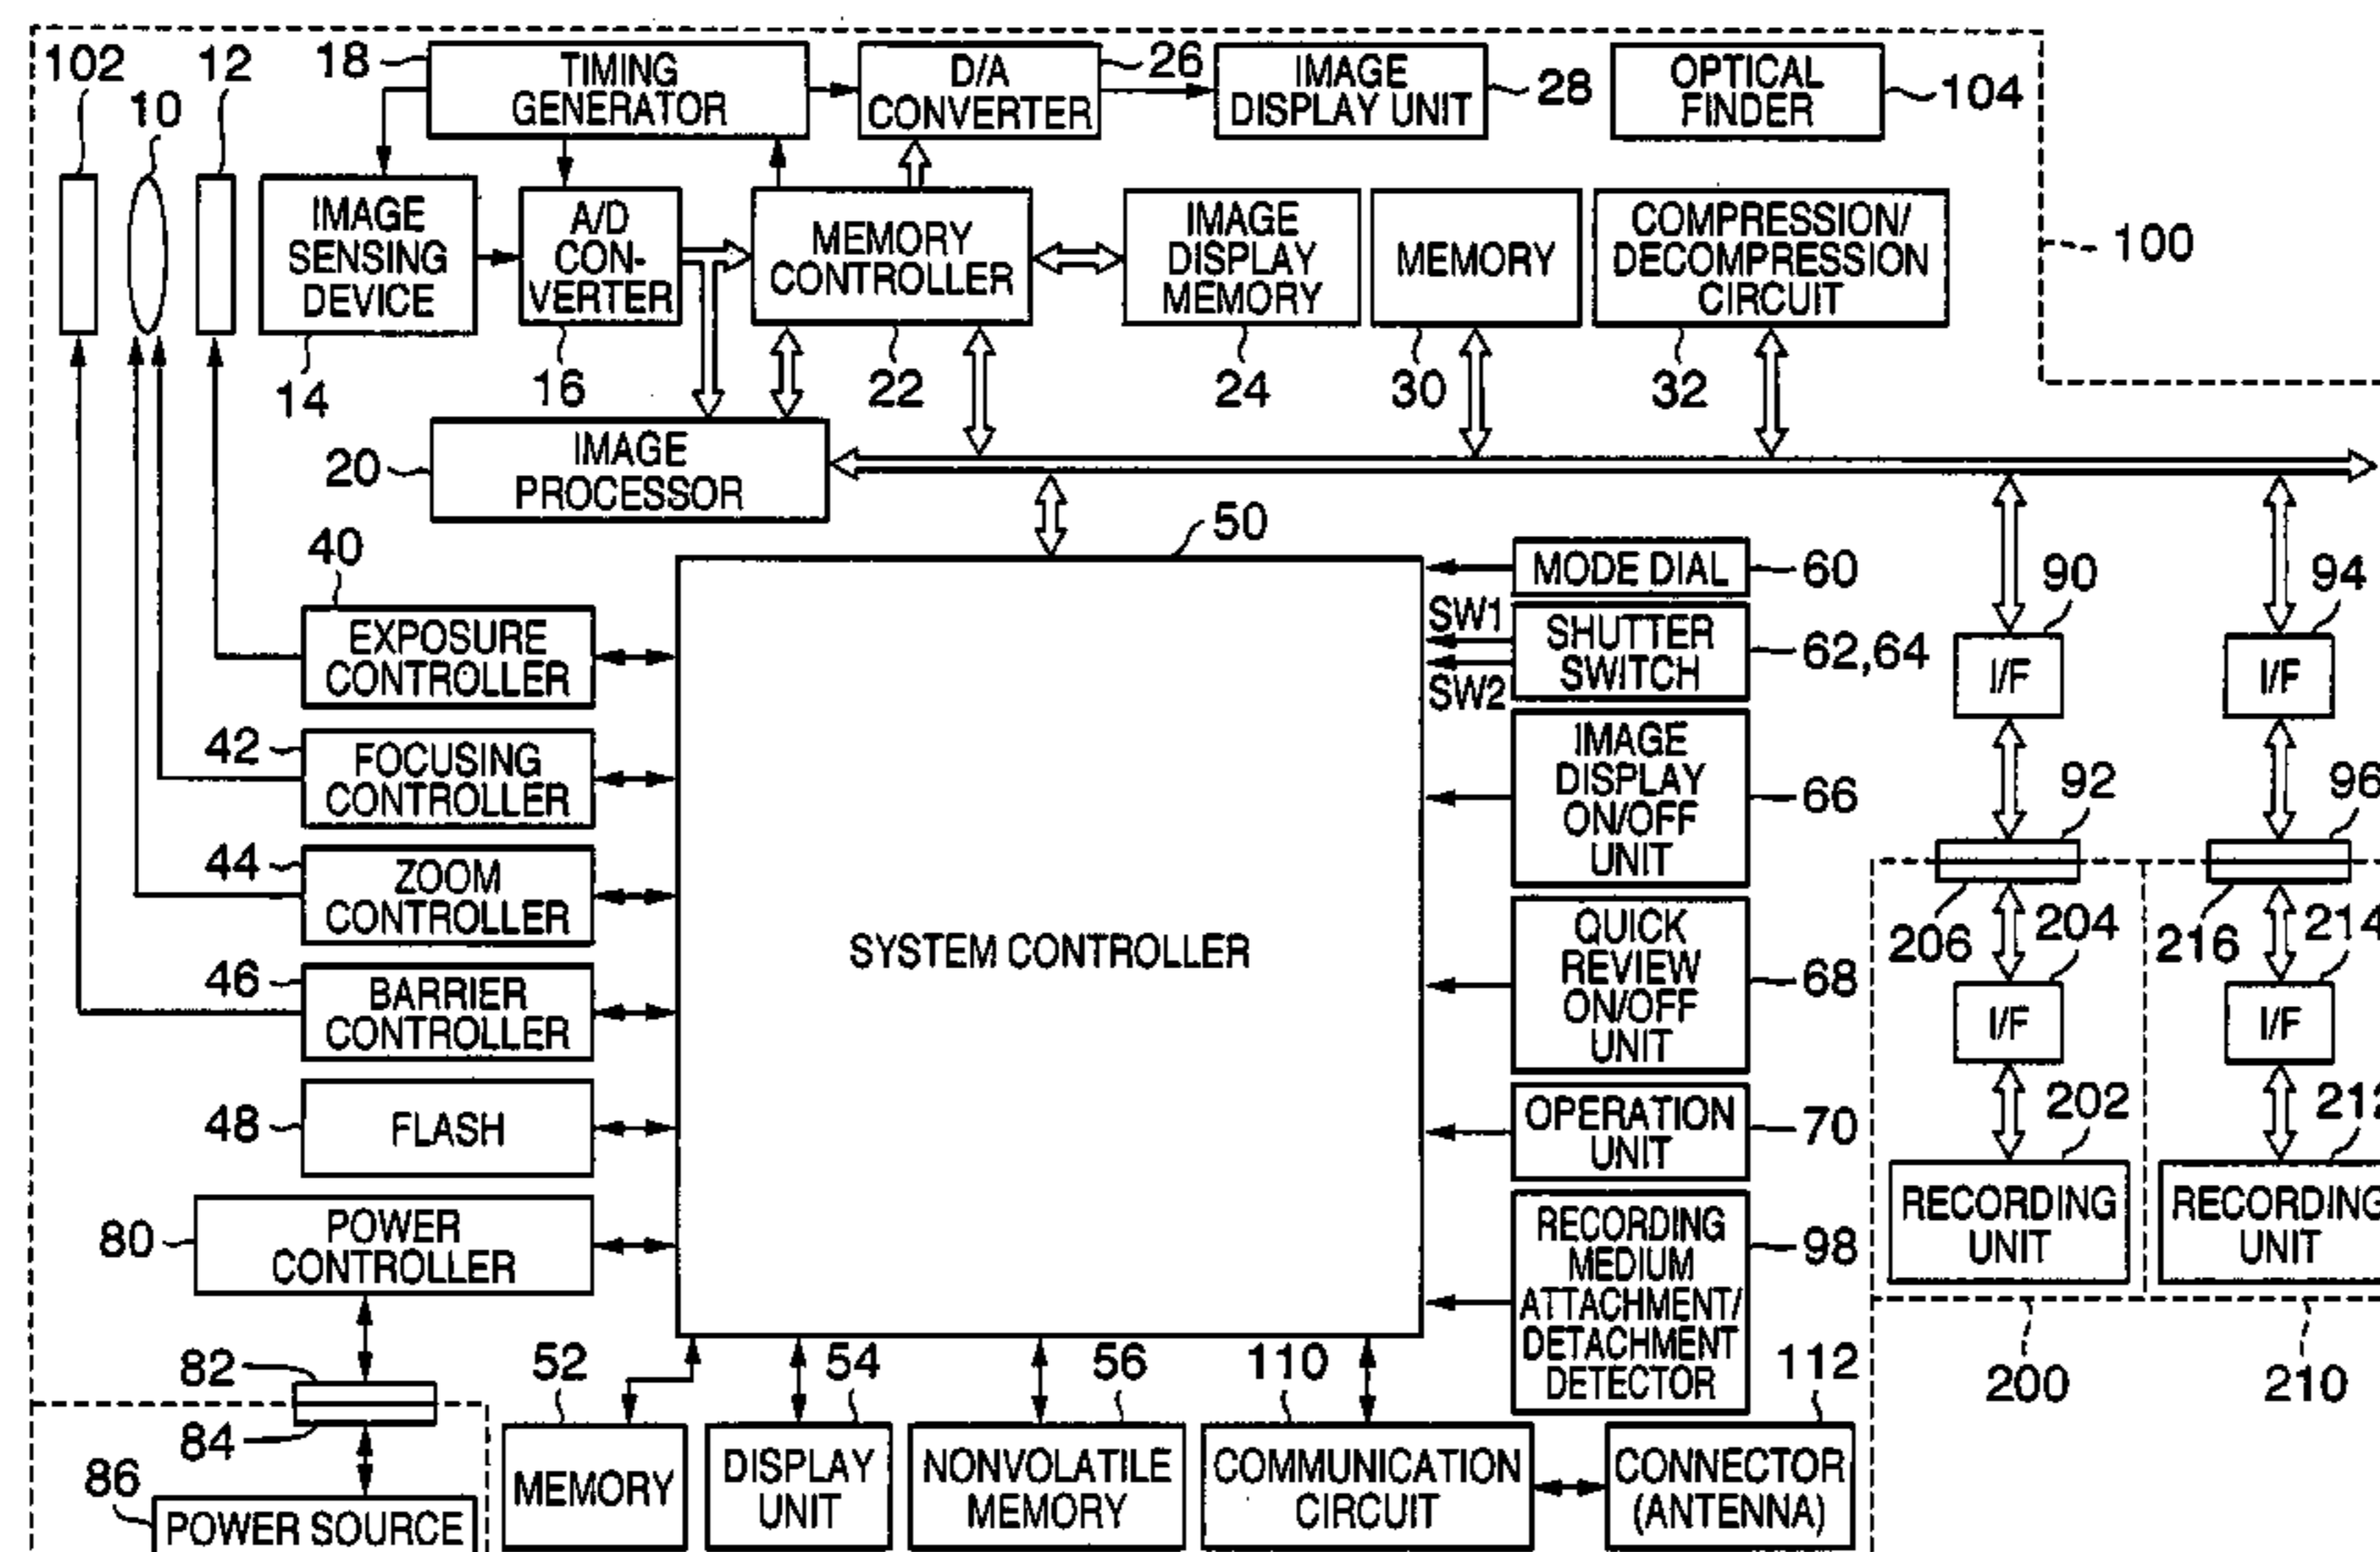 102
10
12
18
TIMING
GENERATOR
D/A
CONVERTER
26
IMAGE
DISPLAY UNIT
28
OPTICAL
FINDER
104
IMAGE
SENSING
DEVICE
14
A/D
CON-
VERTER
16
MEMORY
CONTROLLER
22
IMAGE
DISPLAY
MEMORY
24
MEMORY
30
COMPRESSION/
DECOMPRESSION
CIRCUIT
32
100
20
IMAGE
PROCESSOR
50
SYSTEM CONTROLLER
40
EXPOSURE
CONTROLLER
42
FOCUSING
CONTROLLER
44
ZOOM
CONTROLLER
46
BARRIER
CONTROLLER
48
FLASH
80
POWER
CONTROLLER
82
84
86
POWER SOURCE
MODE DIAL
60
SW1
SW2
SHUTTER
SWITCH
62,64
IMAGE
DISPLAY
ON/OFF
UNIT
66
QUICK
REVIEW
ON/OFF
UNIT
68
OPERATION
UNIT
70
RECORDING
MEDIUM
ATTACHMENT/
DETACHMENT
DETECTOR
98
52
MEMORY
54
DISPLAY
UNIT
56
NONVOLATILE
MEMORY
110
COMMUNICATION
CIRCUIT
112
CONNECTOR
(ANTENNA)
90
I/F
92
206
204
I/F
202
RECORDING
UNIT
200
94
I/F
96
216
214
I/F
212
RECORDING
UNIT
210